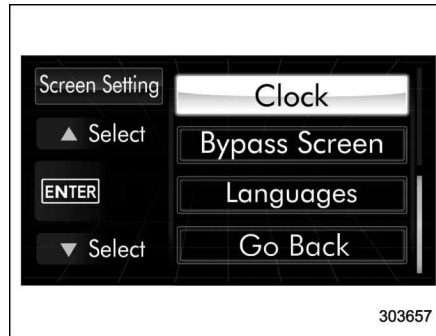 Screen Setting
Clock
▲ Select
Bypass Screen
ENTER
Languages
▼ Select
Go Back
303657